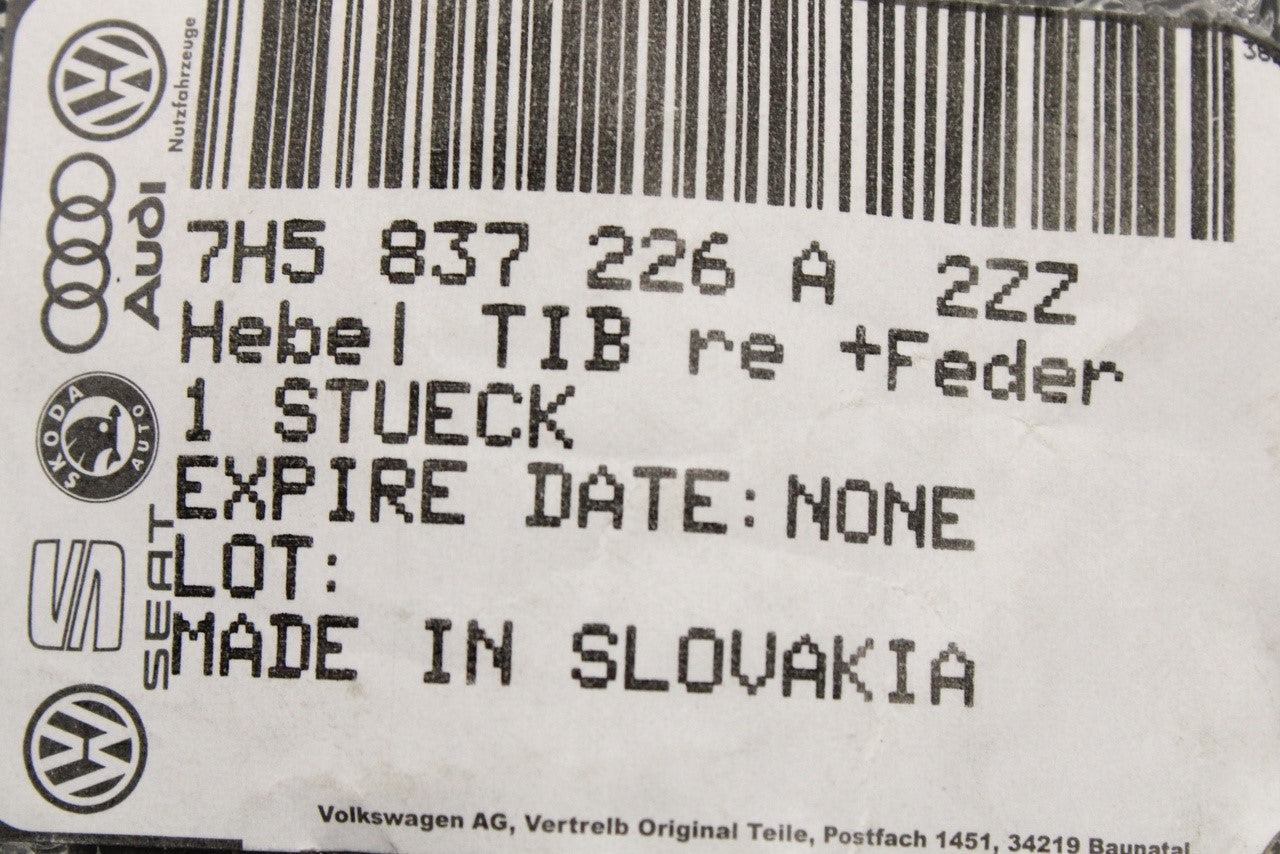 7H5 837 226 A 2ZZ
Hebel TIB re +Feder
1 STUECK
EXPIRE DATE: NONE
LOT:
MADE IN SLOVAKIA
Nutzfahrzeuge
Audi
SKODA AUTO
SEAT
Volkswagen AG, Vertrelb Original Teile, Postfach 1451, 34219 Baunatal